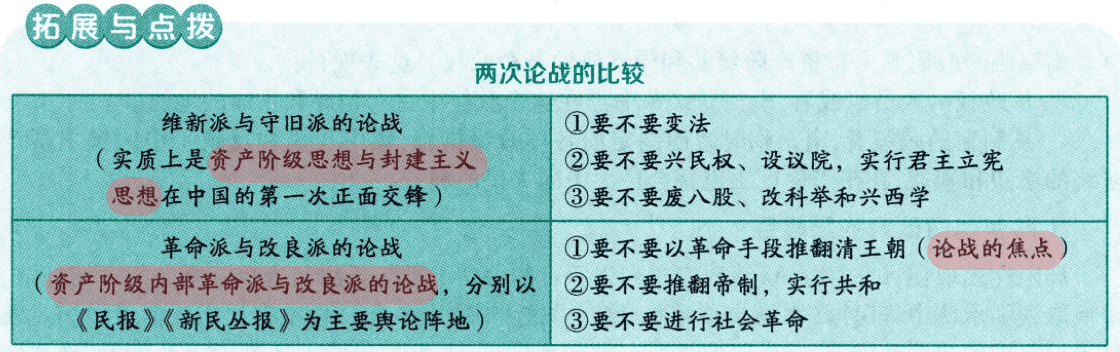 拓展与点拨
两次论战的比较
维新派与守旧派的论战
（实质上是资产阶级思想与封建主义
思想在中国的第一次正面交锋）
①要不要变法
②要不要兴民权、设议院，实行君主立宪
③要不要废八股、改科举和兴西学
革命派与改良派的论战
（资产阶级内部革命派与改良派的论战，分别以
《民报》《新民丛报》为主要舆论阵地）
①要不要以革命手段推翻清王朝（论战的焦点）
②要不要推翻帝制，实行共和
③要不要进行社会革命